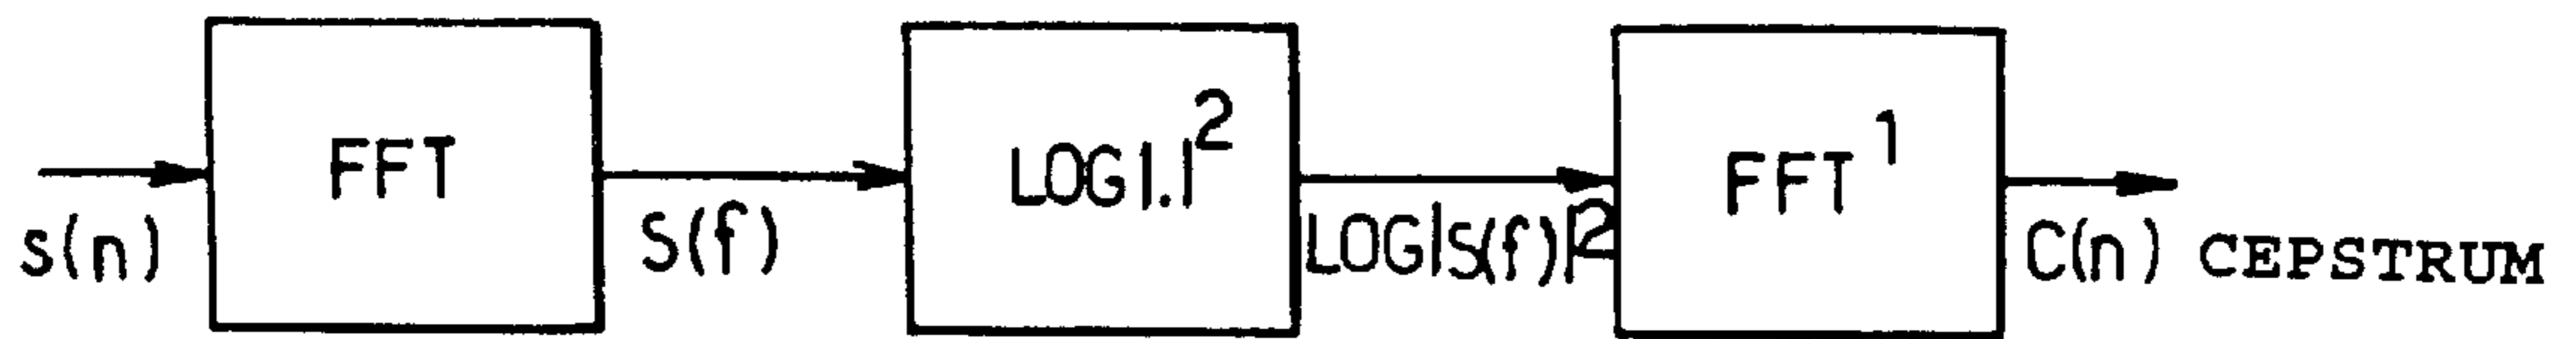 s(n)
FFT
S(f)
LOG|.|²
LOG|S(f)|²
FFT¹
C(n) CEPSTRUM